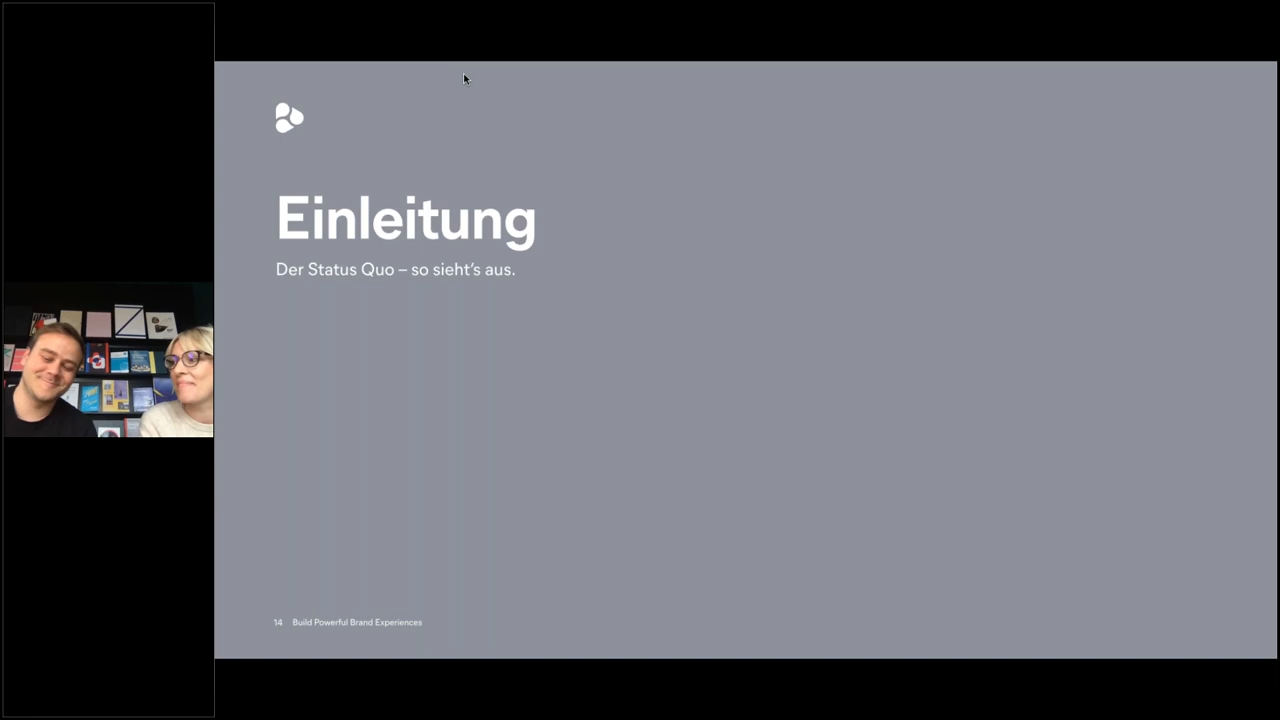 Einleitung
Der Status Quo – so sieht’s aus.
14 Build Powerful Brand Experiences